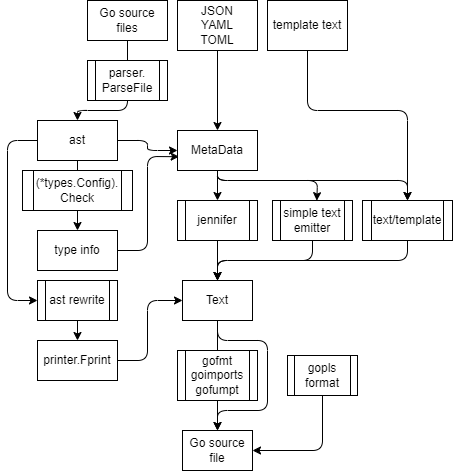 Go source
files
JSON
YAML
TOML
template text
parser.
ParseFile
ast
MetaData
(*types.Config).
Check
jennifer
simple text
emitter
text/template
type info
ast rewrite
Text
printer.Fprint
gofmt
goimports
gofumpt
gopls
format
Go source
file